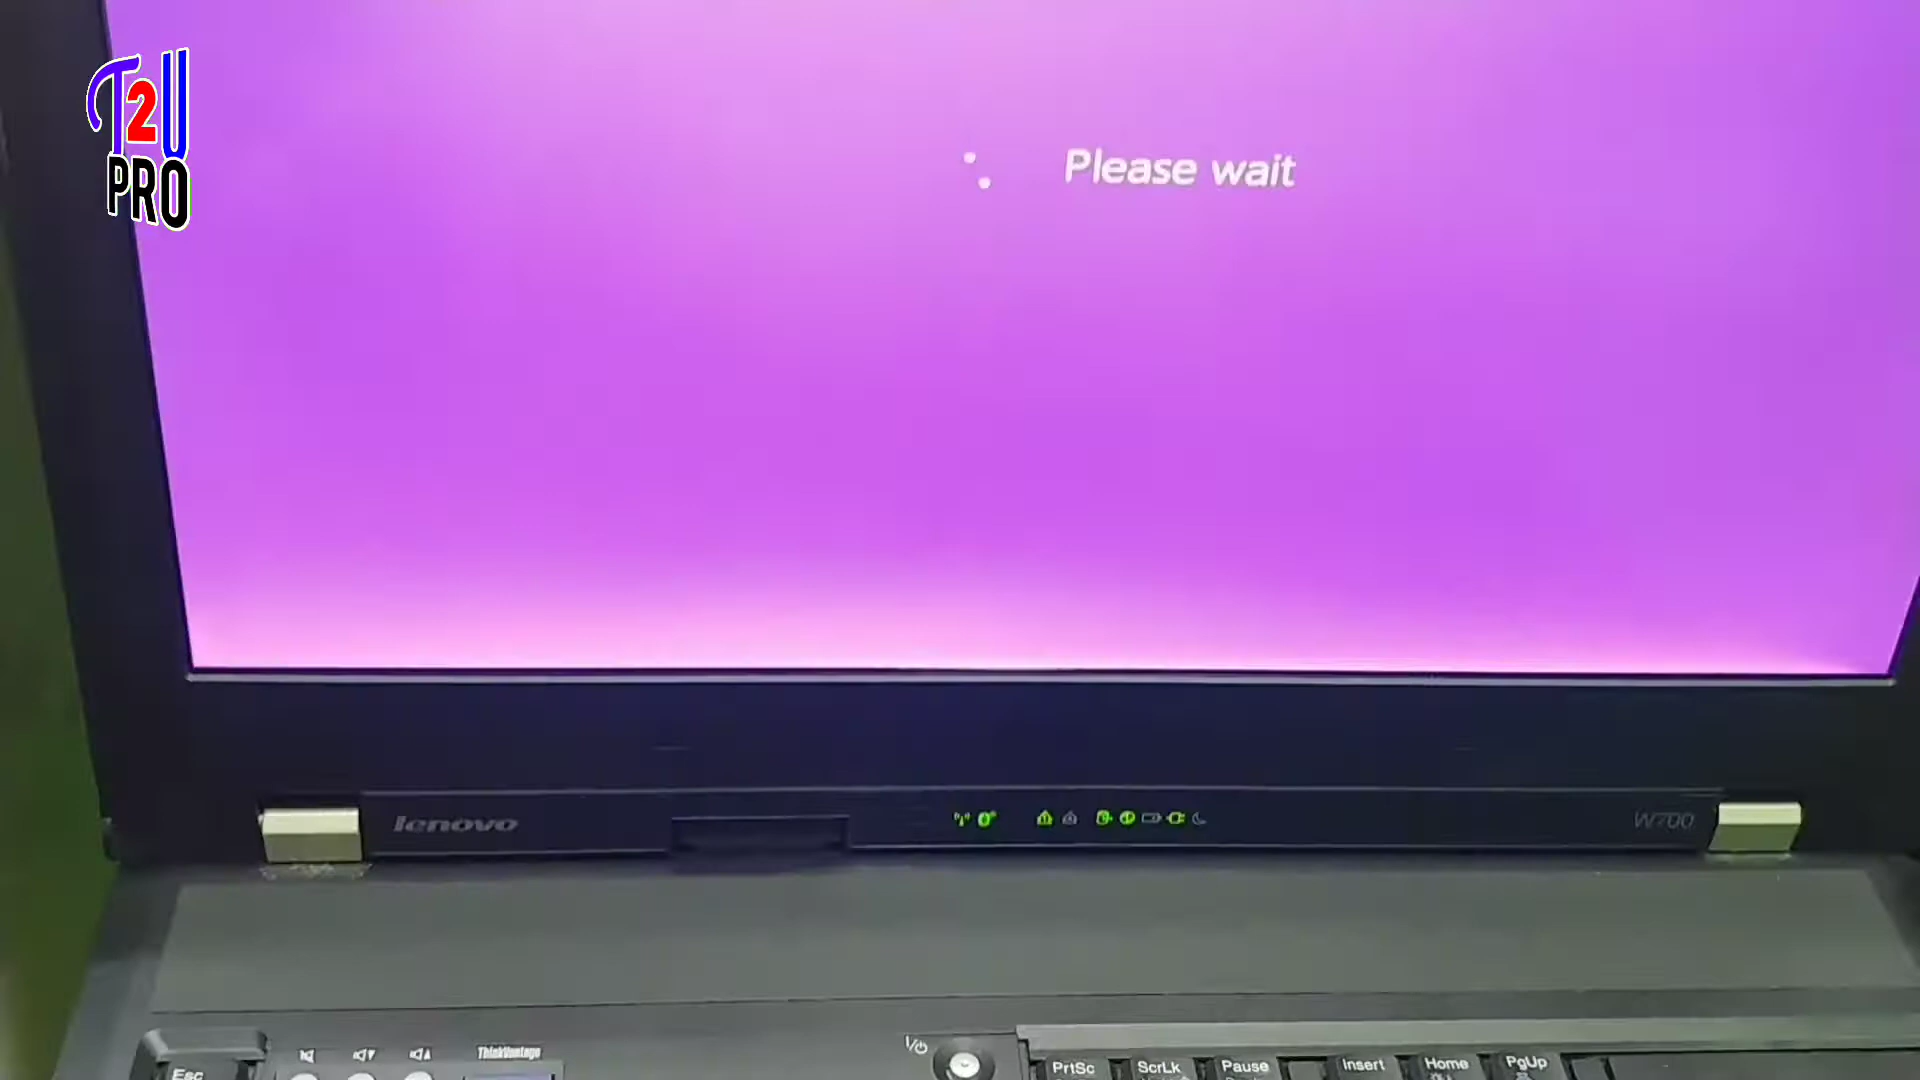 T2U
PRO
Please wait
lenovo
W700
ThinkVantage
Esc
PrtSc
ScrLk
Pause
Insert
Home
PgUp